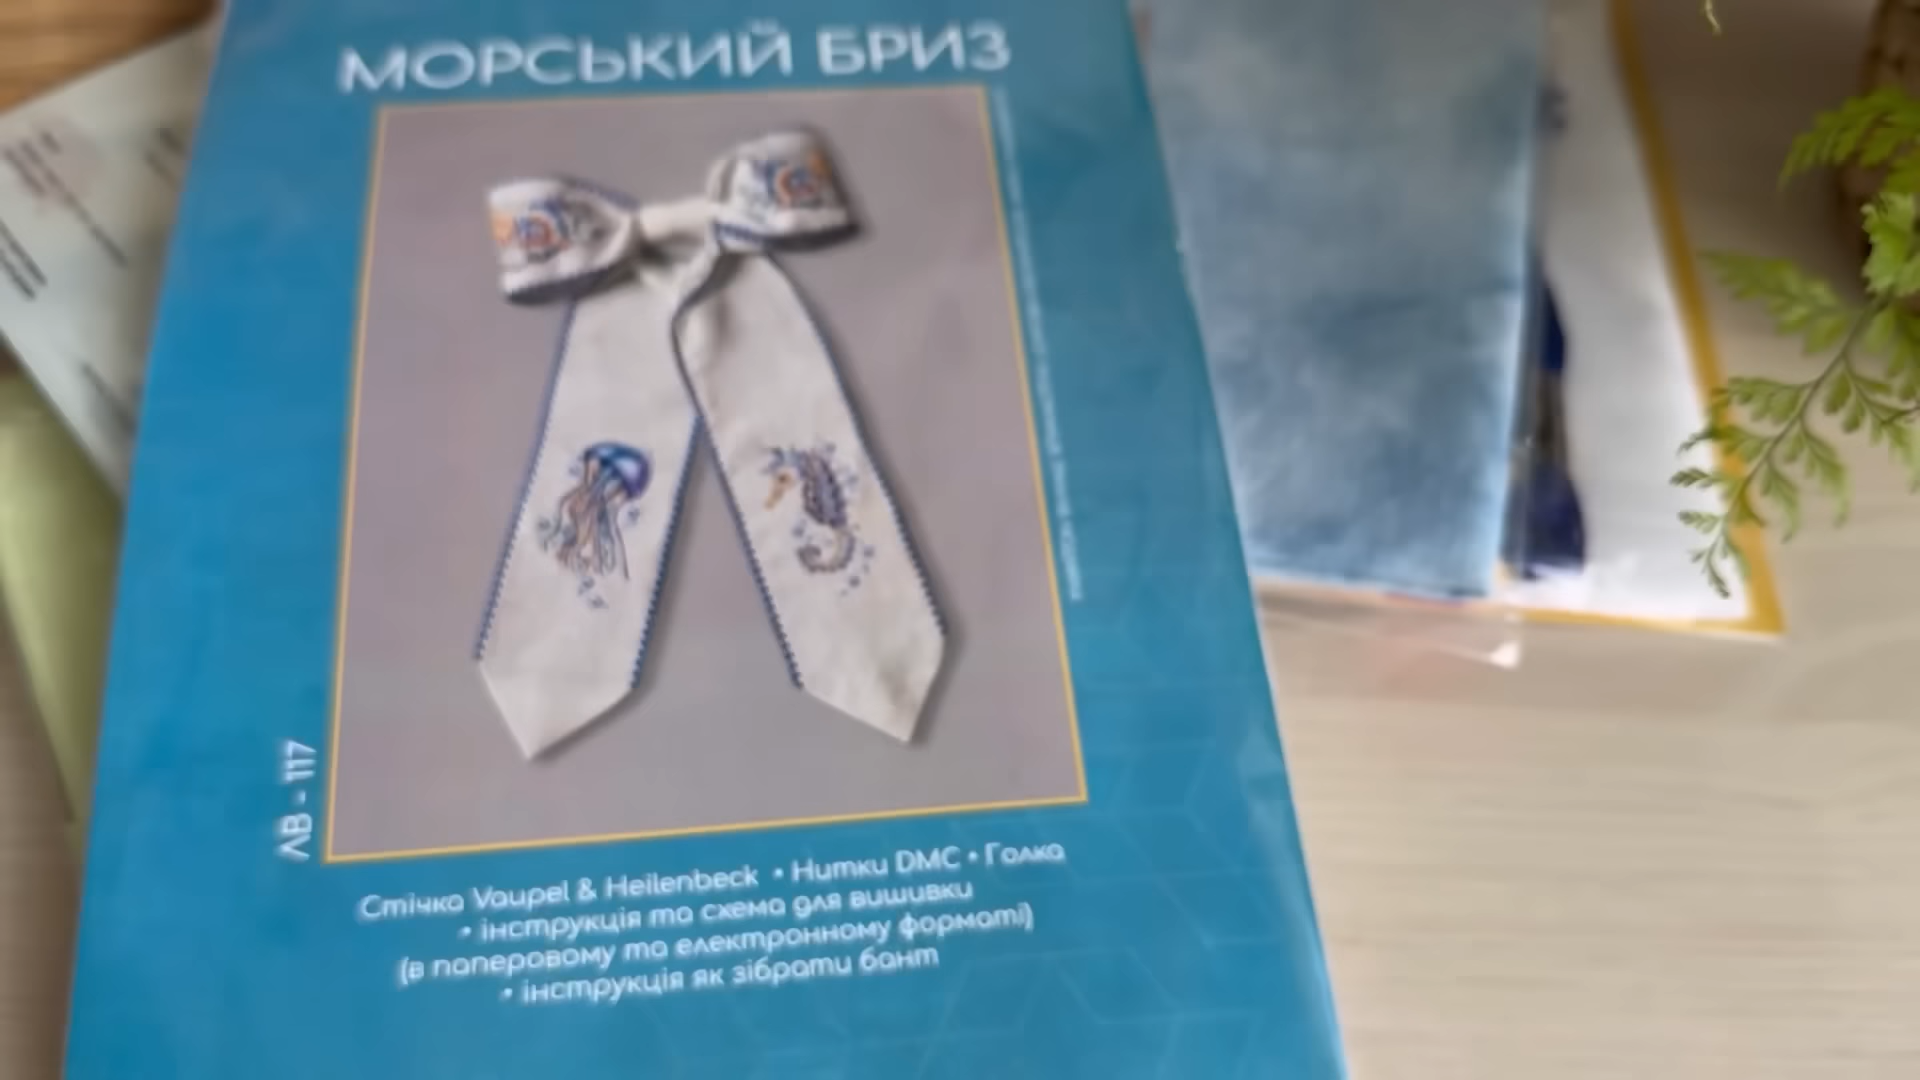 МОРСЬКИЙ БРИЗ
ЛВ - 117
Стічка Vaupel & Heilenbeck • Нитки DMC • Голка
• інструкція та схема для вишивки
(в паперовому та електронному форматі)
• інструкція як зібрати бант